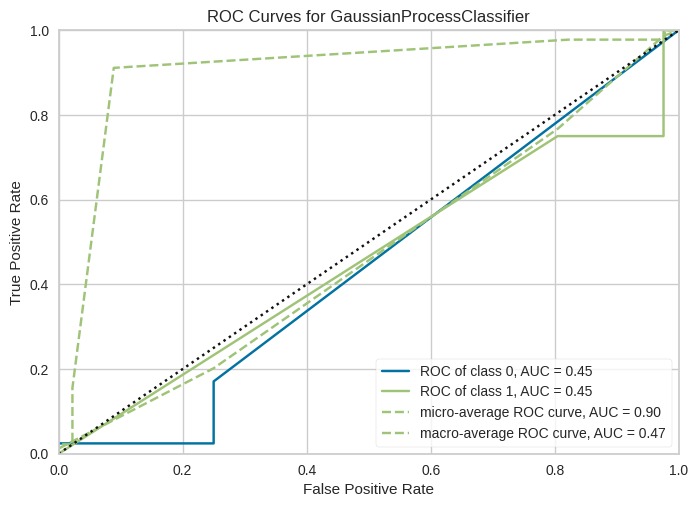 ROC Curves for GaussianProcessClassifier
1.0
0.8
0.6
0.4
0.2
0.0
True Positive Rate
ROC of class 0, AUC = 0.45
ROC of class 1, AUC = 0.45
micro-average ROC curve, AUC = 0.90
macro-average ROC curve, AUC = 0.47
0.0 0.2 0.4 0.6 0.8 1.0
False Positive Rate